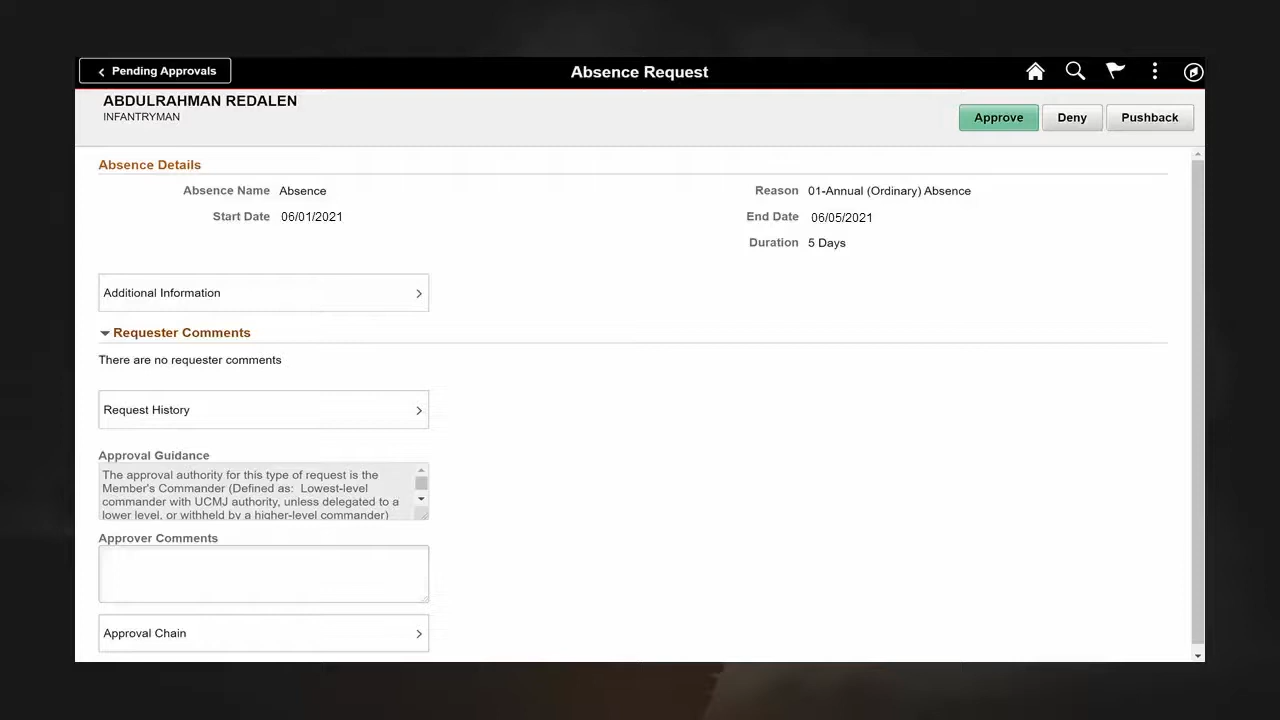 Pending Approvals
Absence Request
ABDULRAHMAN REDALEN
INFANTRYMAN
Approve
Deny
Pushback
Absence Details
Absence Name Absence
Reason 01-Annual (Ordinary) Absence
Start Date 06/01/2021
End Date 06/05/2021
Duration 5 Days
Additional Information
Requester Comments
There are no requester comments
Request History
Approval Guidance
The approval authority for this type of request is the
Member's Commander (Defined as: Lowest-level
commander with UCMJ authority, unless delegated to a
lower level, or withheld by a higher-level commander)
Approver Comments
Approval Chain